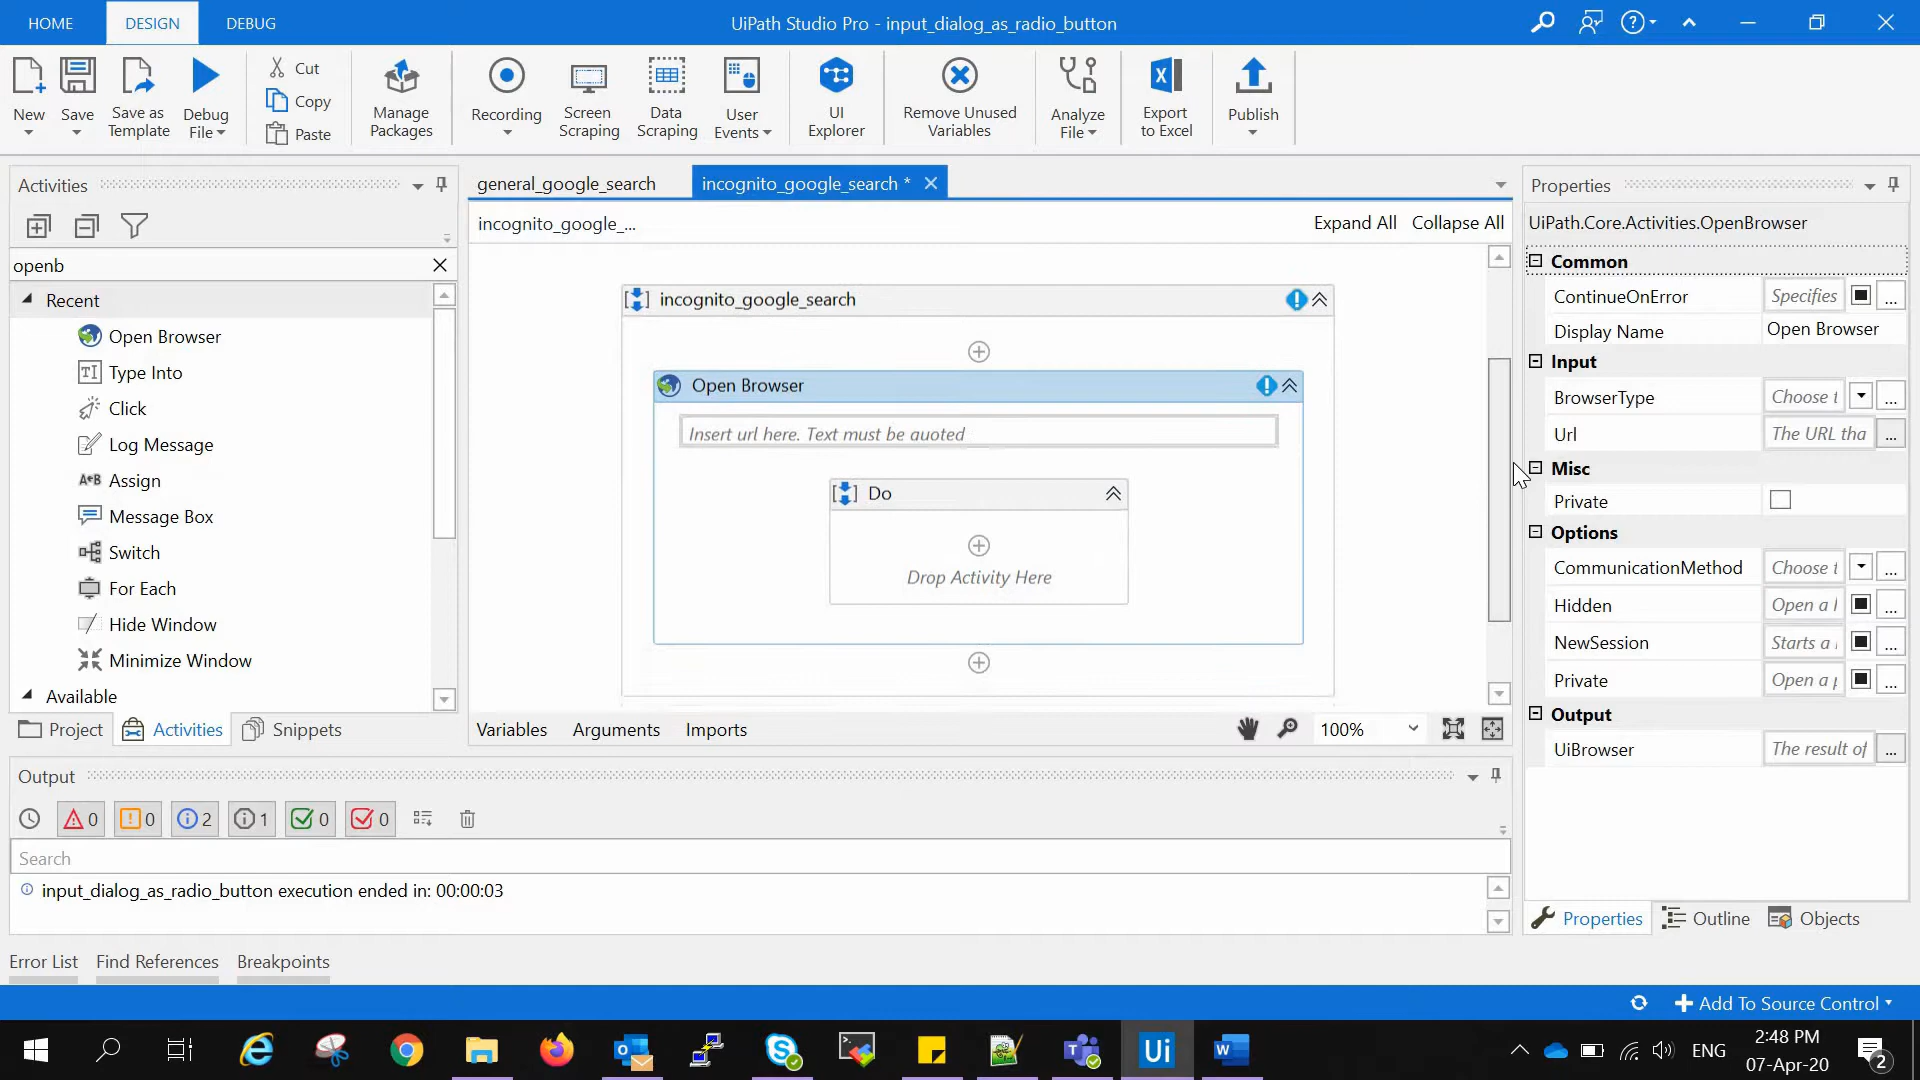 HOME DESIGN DEBUG UiPath Studio Pro - input_dialog_as_radio_button
New Save Save as Template Debug File Cut Copy Paste Manage Packages Recording Screen Scraping Data Scraping User Events UI Explorer Remove Unused Variables Analyze File Export to Excel Publish
Activities
openb
Recent
Open Browser
Type Into
Click
Log Message
Assign
Message Box
Switch
For Each
Hide Window
Minimize Window
Available
Project Activities Snippets
general_google_search incognito_google_search *
incognito_google_... Expand All Collapse All
incognito_google_search
Open Browser
Insert url here. Text must be quoted
Do
Drop Activity Here
Variables Arguments Imports 100%
Properties
UiPath.Core.Activities.OpenBrowser
Common
ContinueOnError Specifies ...
Display Name Open Browser
Input
BrowserType Choose t ...
Url The URL tha ...
Misc
Private
Options
CommunicationMethod Choose t ...
Hidden Open a l ...
NewSession Starts a ...
Private Open a p ...
Output
UiBrowser The result of ...
Properties Outline Objects
Output
0 0 2 1 0 0
Search
input_dialog_as_radio_button execution ended in: 00:00:03
Error List Find References Breakpoints
Add To Source Control
Ui
ENG
2:48 PM
07-Apr-20
2